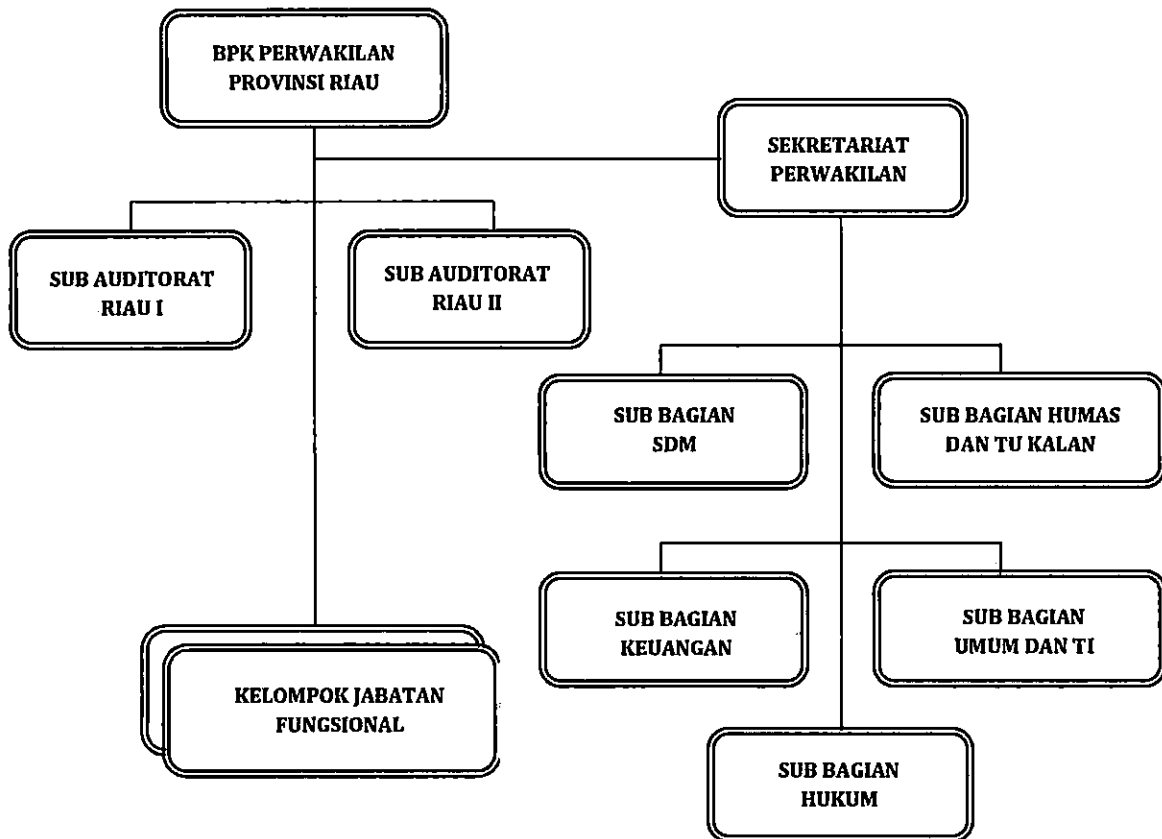 BPK PERWAKILAN
PROVINSI RIAU
SEKRETARIAT
PERWAKILAN
SUB AUDITORAT
RIAU I
SUB AUDITORAT
RIAU II
SUB BAGIAN
SDM
SUB BAGIAN HUMAS
DAN TU KALAN
SUB BAGIAN
KEUANGAN
SUB BAGIAN
UMUM DAN TI
KELOMPOK JABATAN
FUNGSIONAL
SUB BAGIAN
HUKUM